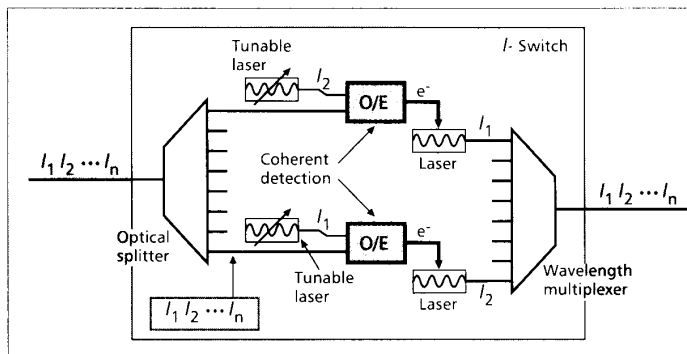 Tunable
laser
l₂
O/E
e⁻
l₁
Laser
l- Switch
l₁ l₂ ··· lₙ
Coherent
detection
Optical
splitter
l₁
O/E
e⁻
Tunable
laser
l₂
Laser
Wavelength
multiplexer
l₁ l₂ ··· lₙ
l₁ l₂ ··· lₙ